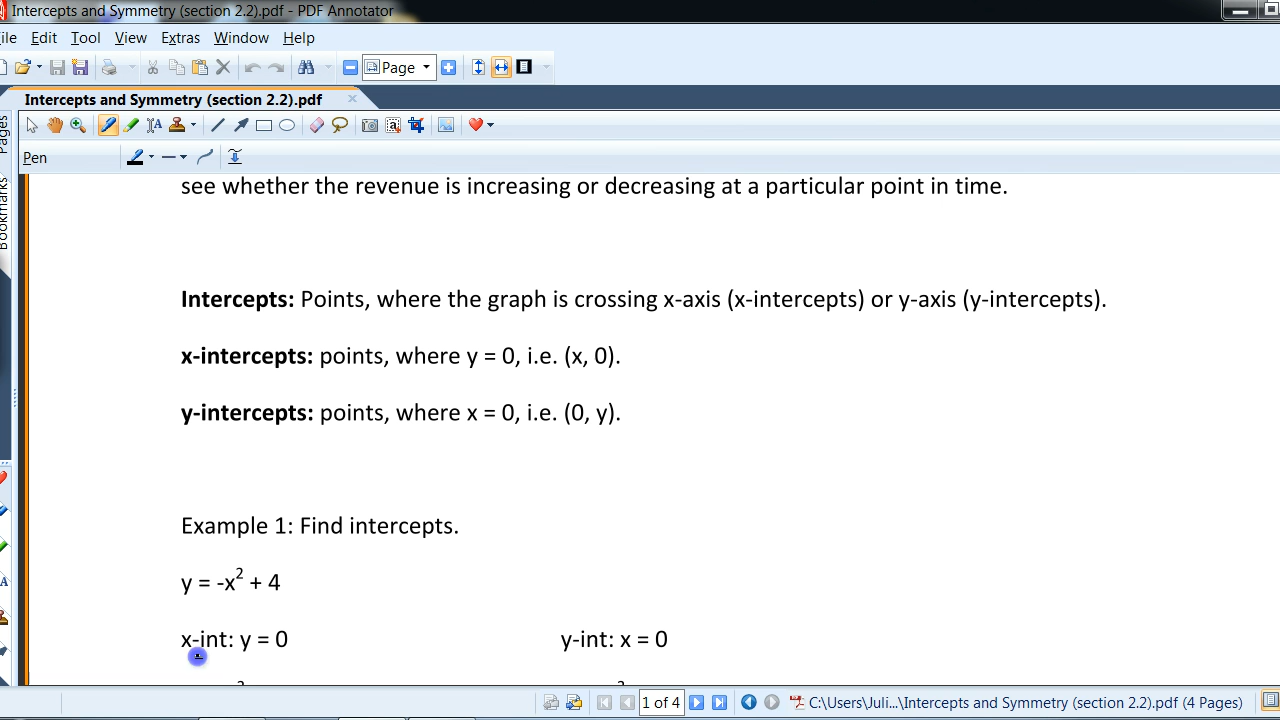 Intercepts and Symmetry (section 2.2).pdf - PDF Annotator
ile Edit Tool View Extras Window Help
Page
Intercepts and Symmetry (section 2.2).pdf
Pages
Pen
Bookmarks
see whether the revenue is increasing or decreasing at a particular point in time.
Intercepts: Points, where the graph is crossing x-axis (x-intercepts) or y-axis (y-intercepts).
x-intercepts: points, where y = 0, i.e. (x, 0).
y-intercepts: points, where x = 0, i.e. (0, y).
Example 1: Find intercepts.
y = -x² + 4
x-int: y = 0 y-int: x = 0
1 of 4 C:\Users\Juli...\Intercepts and Symmetry (section 2.2).pdf (4 Pages)